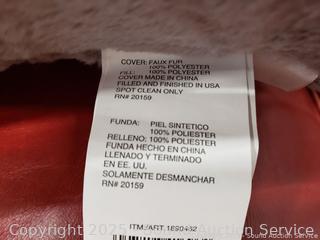 COVER: FAUX FUR
100% POLYESTER
FILL: 100% POLYESTER
COVER MADE IN CHINA
FILLED AND FINISHED IN USA
SPOT CLEAN ONLY
RN# 20159
FUNDA: PIEL SINTETICO
100% POLIESTER
RELLENO: 100% POLIESTER
FUNDA HECHO EN CHINA
LLENADO Y TERMINADO
EN EE. UU.
SOLAMENTE DESMANCHAR
RN# 20159
ITM./ART.
Copyright 2025
Auction Service